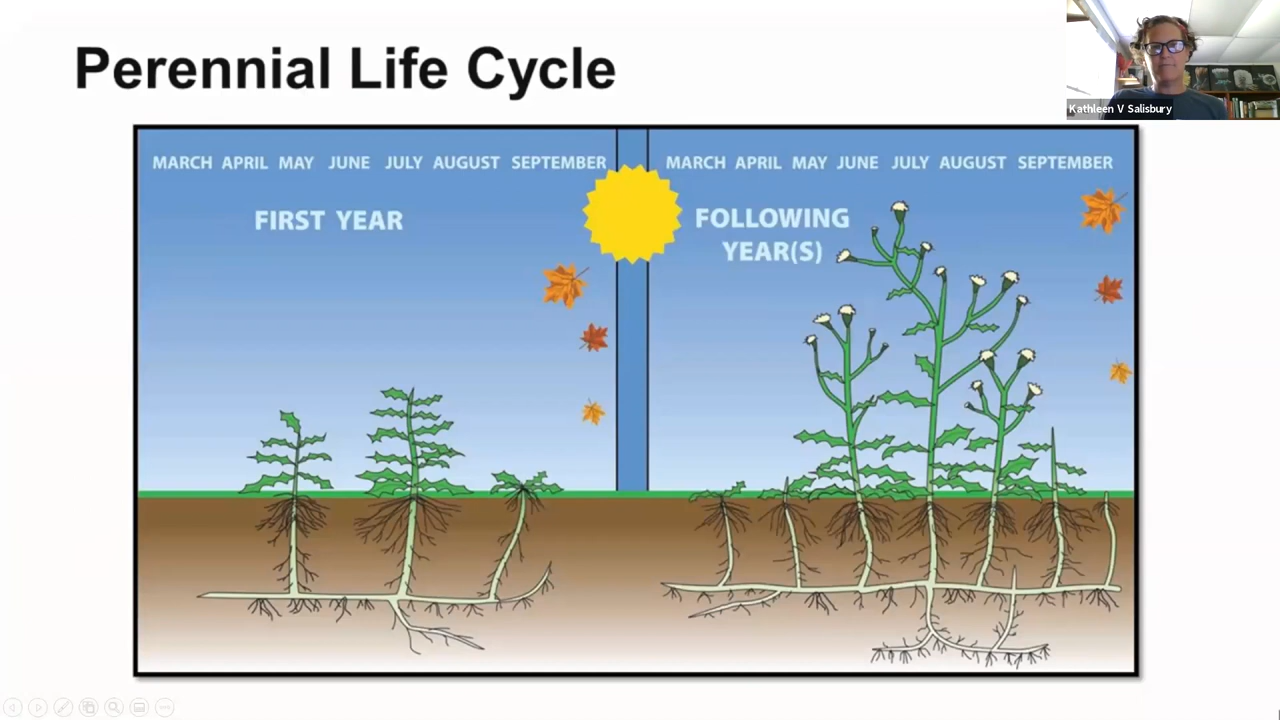 Perennial Life Cycle
Kathleen V Salisbury
MARCH APRIL MAY JUNE JULY AUGUST SEPTEMBER
MARCH APRIL MAY JUNE JULY AUGUST SEPTEMBER
FIRST YEAR
FOLLOWING
YEAR(S)